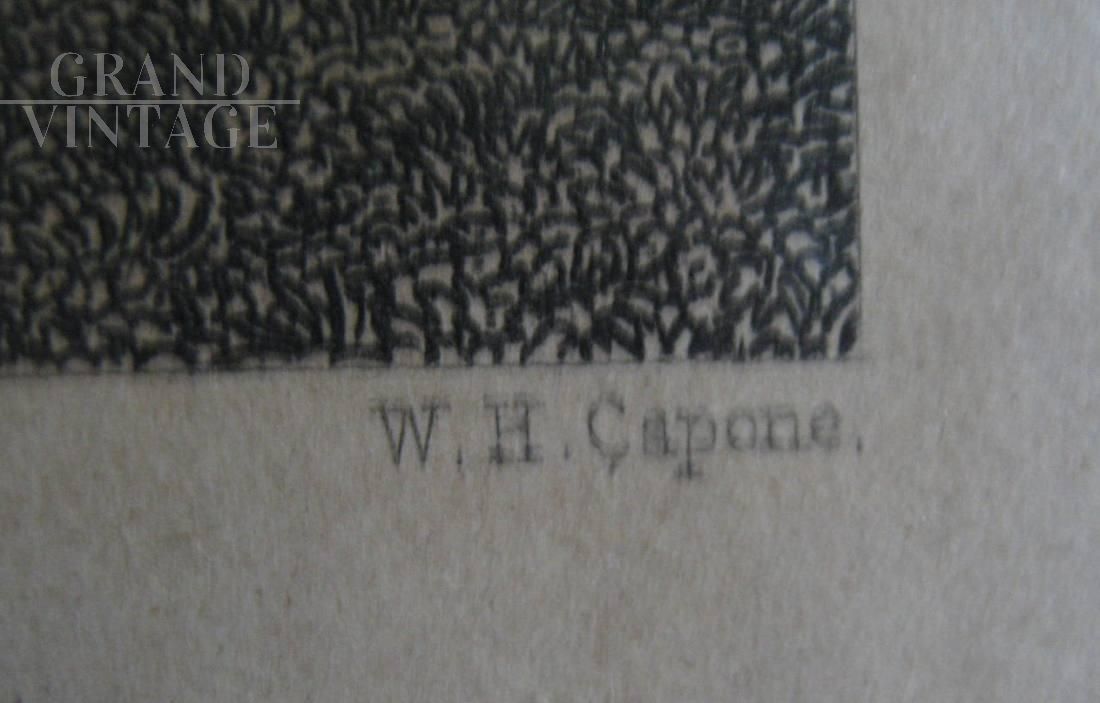 GRAND
VINTAGE
W. H. Çapone.